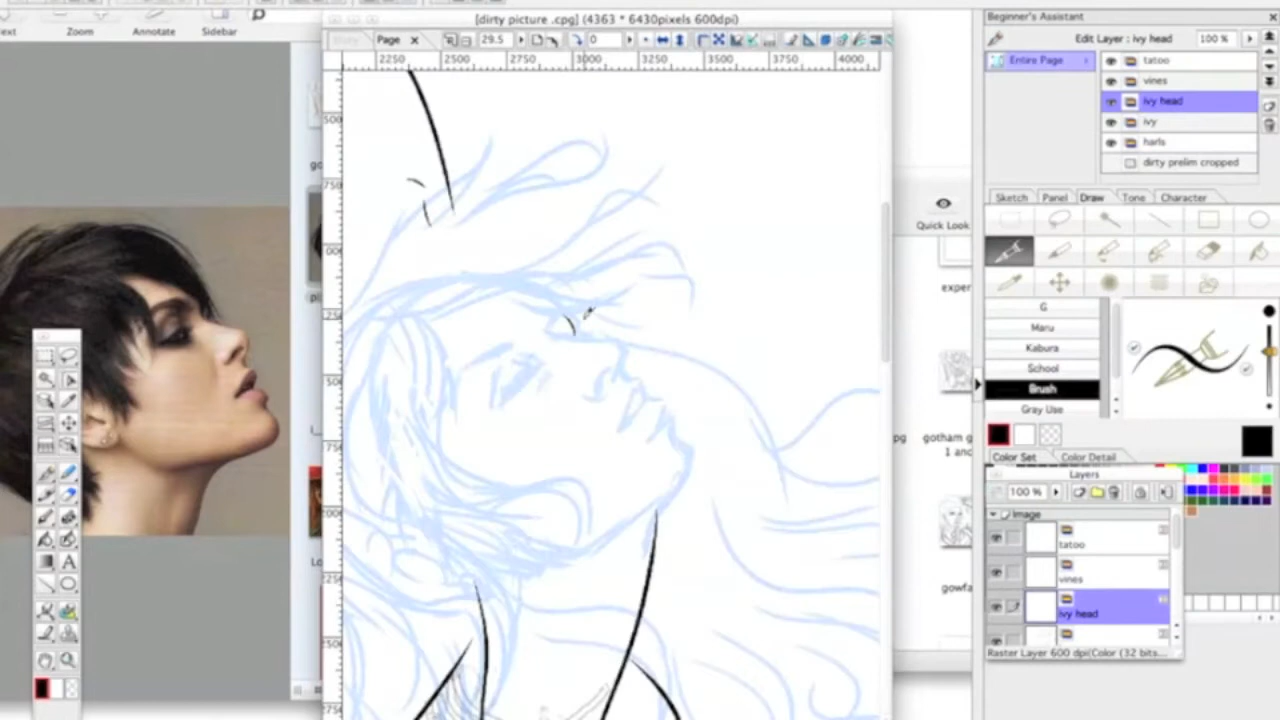 [dirty picture .cpg] (4363 * 6430pixels 600dpi)
Zoom
Annotate
Sidebar
Page
29.5
0
2250
2500
2750
3000
3250
3500
3750
4000
Quick Look
exper
gotham g
1 and
gowfa
Beginner's Assistant
Edit Layer : ivy head
100 %
Entire Page
tatoo
vines
ivy head
ivy
harls
dirty prelim cropped
Sketch
Panel
Draw
Tone
Character
G
Maru
Kabura
School
Brush
Gray Use
Color Set
Color Detail
Layers
100 %
Image
tatoo
vines
ivy head
Raster Layer 600 dpi(Color (32 bits...